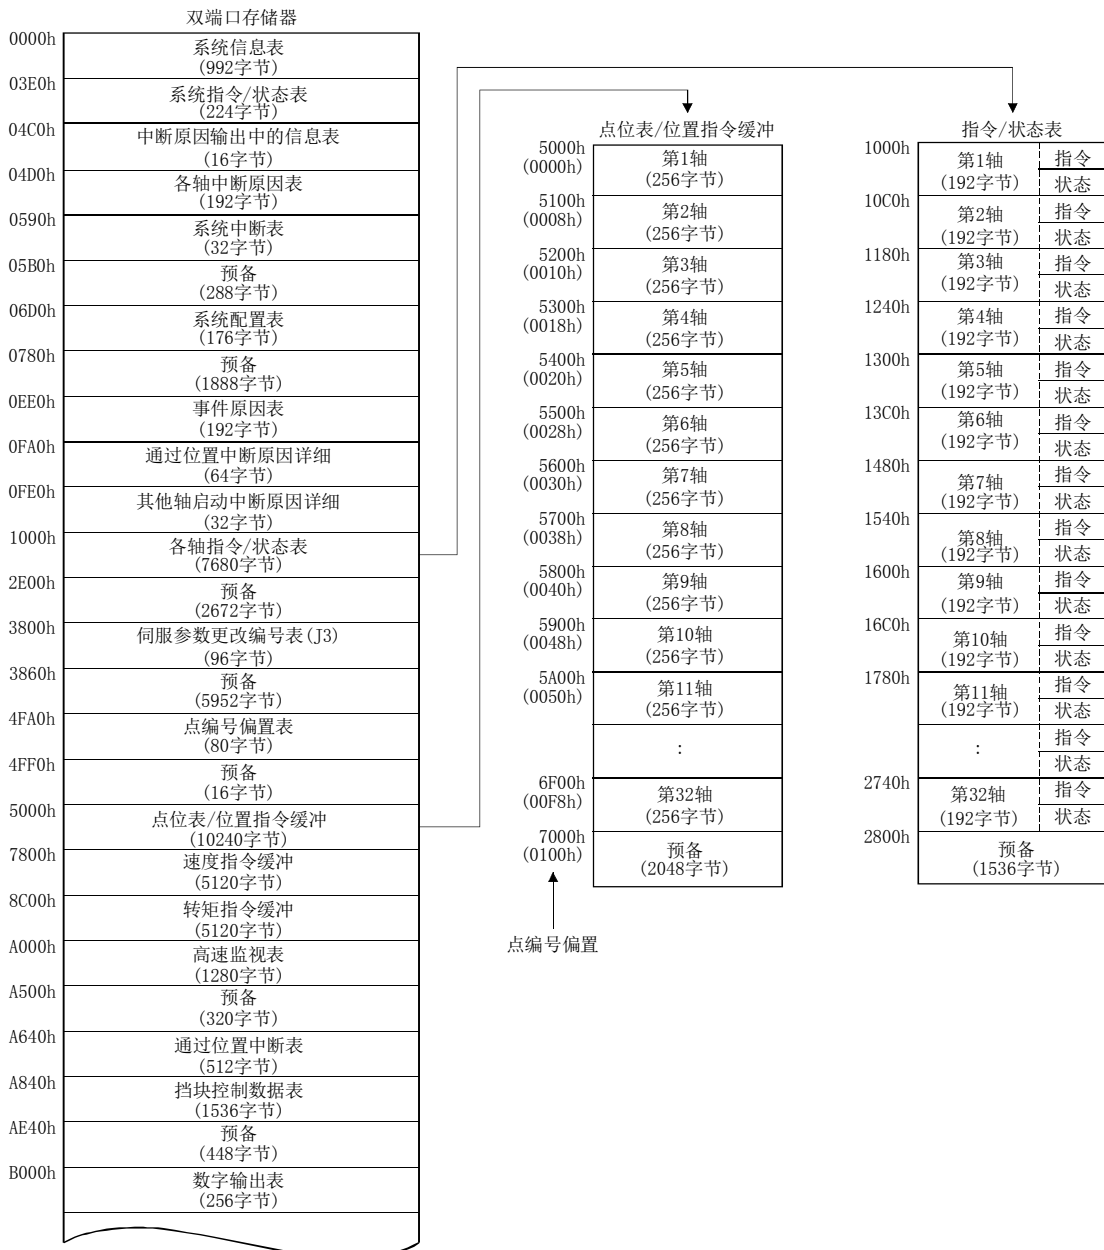 双端口存储器
0000h
系统信息表
(992字节)
03E0h
系统指令/状态表
(224字节)
04C0h
中断原因输出中的信息表
(16字节)
04D0h
各轴中断原因表
(192字节)
0590h
系统中断表
(32字节)
05B0h
预备
(288字节)
06D0h
系统配置表
(176字节)
0780h
预备
(1888字节)
0EE0h
事件原因表
(192字节)
0FA0h
通过位置中断原因详细
(64字节)
0FE0h
其他轴启动中断原因详细
(32字节)
1000h
各轴指令/状态表
(7680字节)
2E00h
预备
(2672字节)
3800h
伺服参数更改编号表(J3)
(96字节)
3860h
预备
(5952字节)
4FA0h
点编号偏置表
(80字节)
4FF0h
预备
(16字节)
5000h
点位表/位置指令缓冲
(10240字节)
7800h
速度指令缓冲
(5120字节)
8C00h
转矩指令缓冲
(5120字节)
A000h
高速监视表
(1280字节)
A500h
预备
(320字节)
A640h
通过位置中断表
(512字节)
A840h
挡块控制数据表
(1536字节)
AE40h
预备
(448字节)
B000h
数字输出表
(256字节)
点位表/位置指令缓冲
5000h
(0000h)
第1轴
(256字节)
5100h
(0008h)
第2轴
(256字节)
5200h
(0010h)
第3轴
(256字节)
5300h
(0018h)
第4轴
(256字节)
5400h
(0020h)
第5轴
(256字节)
5500h
(0028h)
第6轴
(256字节)
5600h
(0030h)
第7轴
(256字节)
5700h
(0038h)
第8轴
(256字节)
5800h
(0040h)
第9轴
(256字节)
5900h
(0048h)
第10轴
(256字节)
5A00h
(0050h)
第11轴
(256字节)
:
6F00h
(00F8h)
第32轴
(256字节)
7000h
(0100h)
预备
(2048字节)
点编号偏置
指令/状态表
1000h
第1轴
(192字节)
指令
状态
10C0h
第2轴
(192字节)
指令
状态
1180h
第3轴
(192字节)
指令
状态
1240h
第4轴
(192字节)
指令
状态
1300h
第5轴
(192字节)
指令
状态
13C0h
第6轴
(192字节)
指令
状态
1480h
第7轴
(192字节)
指令
状态
1540h
第8轴
(192字节)
指令
状态
1600h
第9轴
(192字节)
指令
状态
16C0h
第10轴
(192字节)
指令
状态
1780h
第11轴
(192字节)
指令
状态
:
指令
状态
2740h
第32轴
(192字节)
指令
状态
2800h
预备
(1536字节)